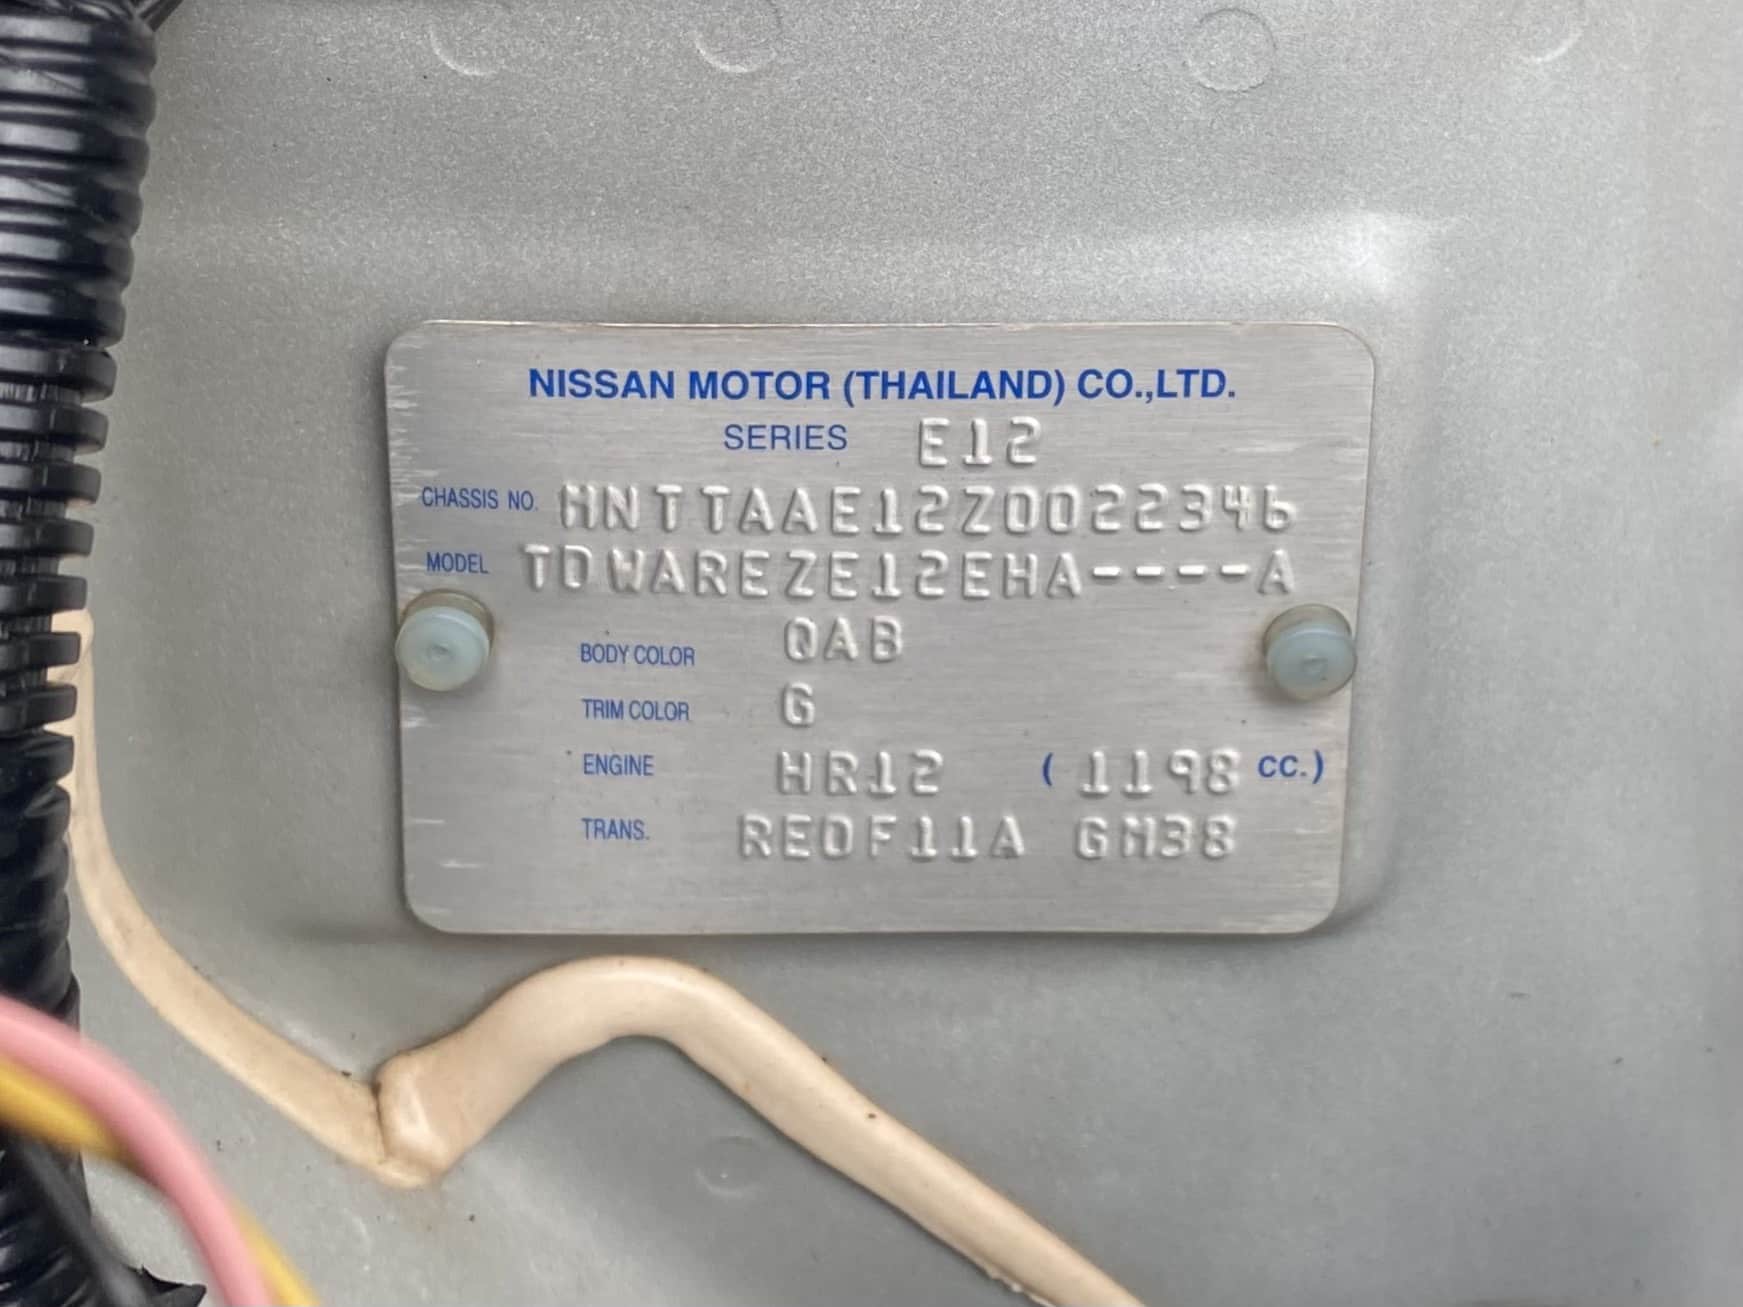 NISSAN MOTOR (THAILAND) CO.,LTD.
SERIES E12
CHASSIS NO. MNTTAAE12Z0022346
MODEL TDWAREZE12EHA----A
BODY COLOR QAB
TRIM COLOR G
ENGINE HR12 ( 1198 CC.)
TRANS. RE0F11A GM38